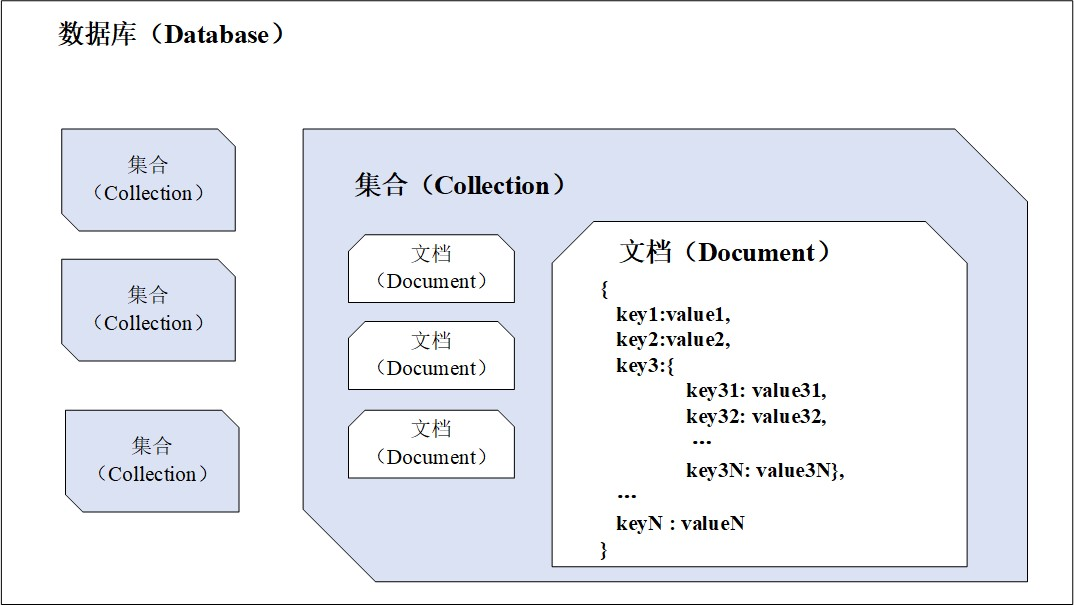 数据库（Database）
集合
（Collection）
集合
（Collection）
集合
（Collection）
集合（Collection）
文档
（Document）
文档
（Document）
文档
（Document）
文档（Document）
{
key1:value1,
key2:value2,
key3:{
key31: value31,
key32: value32,
...
key3N: value3N},
...
keyN : valueN
}